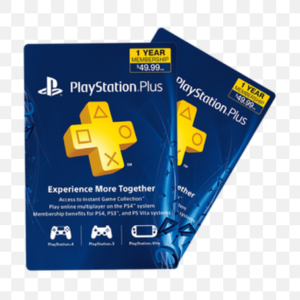 1 YEAR
MEMBERSHIP
$49.99
PlayStation.Plus
Experience More Together
Access to Instant Game Collection
Play online multiplayer on the PS4™ system
Membership benefits for PS4, PS3, and PS Vita systems
PlayStation.4
PlayStation.3
PlayStation.Vita
1 YEAR
MEMBERSHIP
$49.99
PlayStation.Plus